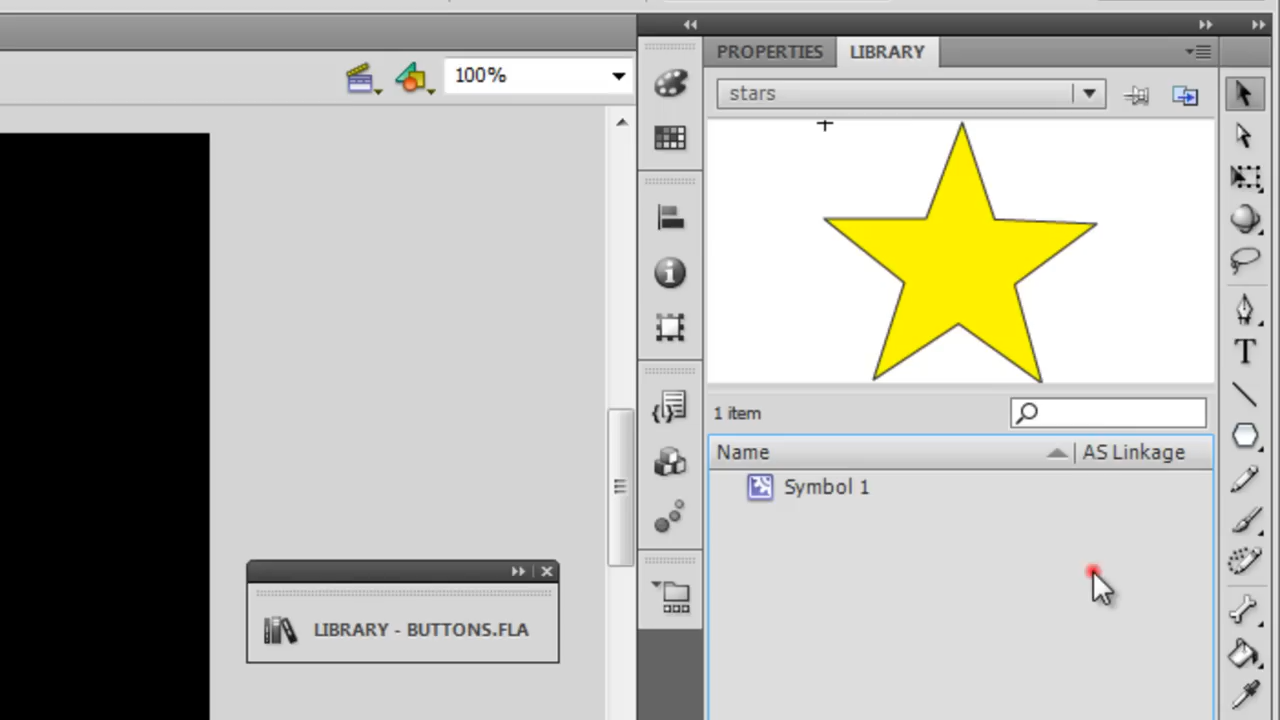 100%
PROPERTIES
LIBRARY
stars
1 item
Name
AS Linkage
Symbol 1
T
LIBRARY - BUTTONS.FLA